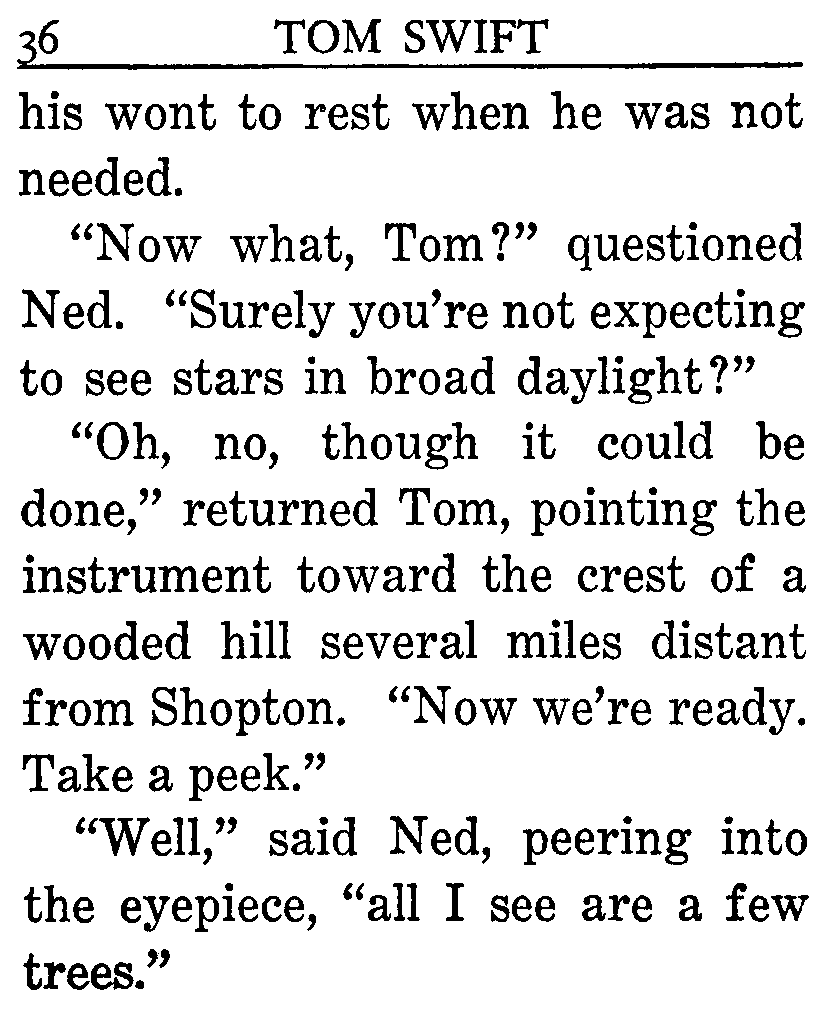 36 TOM SWIFT
his wont to rest when he was not
needed.
“Now what, Tom?” questioned
Ned. “Surely you’re not expecting
to see stars in broad daylight?”
“Oh, no, though it could be
done,” returned Tom, pointing the
instrument toward the crest of a
wooded hill several miles distant
from Shopton. “Now we’re ready.
Take a peek.”
“Well,” said Ned, peering into
the eyepiece, “all I see are a few
trees.”